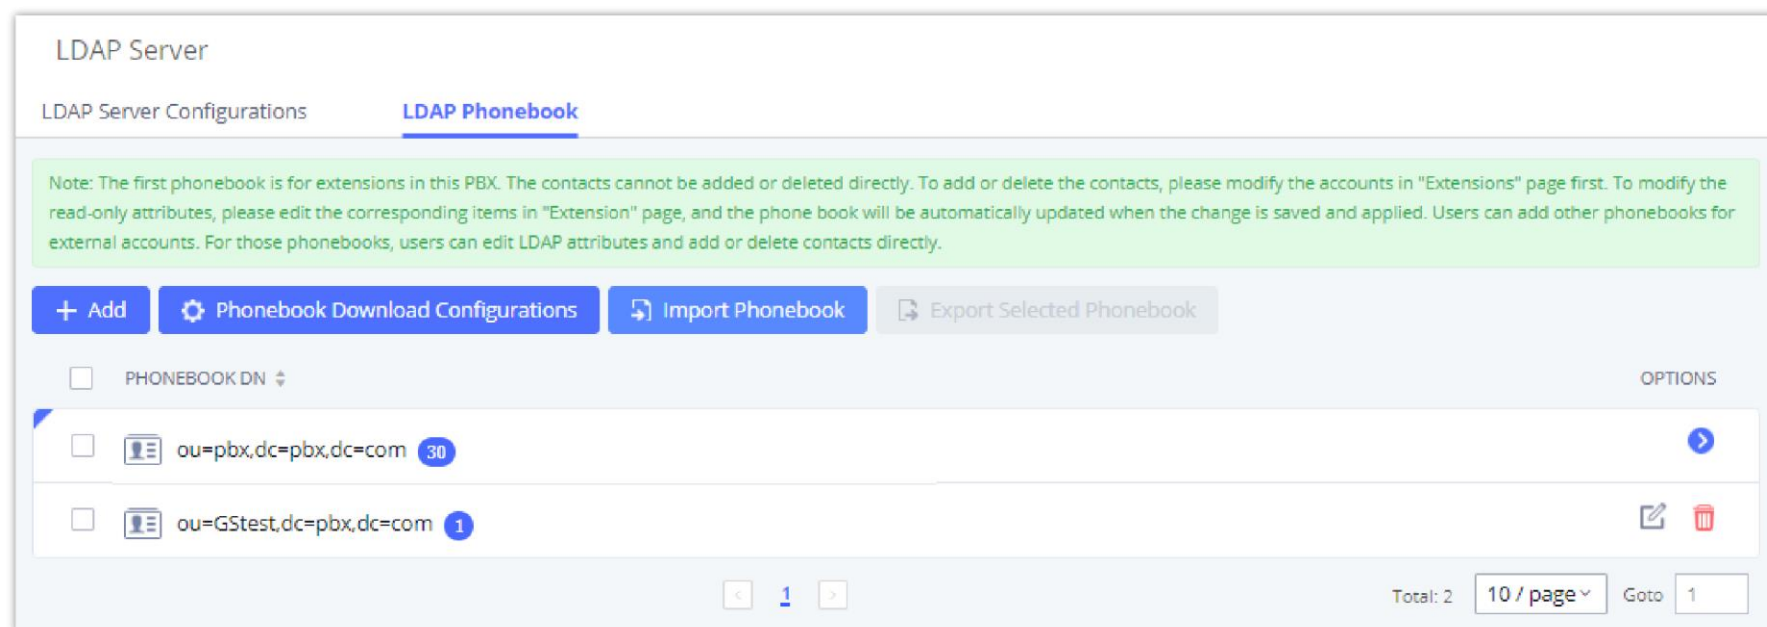 LDAP Server
LDAP Server Configurations LDAP Phonebook
Note: The first phonebook is for extensions in this PBX. The contacts cannot be added or deleted directly. To add or delete the contacts, please modify the accounts in "Extensions" page first. To modify the
read-only attributes, please edit the corresponding items in "Extension" page, and the phone book will be automatically updated when the change is saved and applied. Users can add other phonebooks for
external accounts. For those phonebooks, users can edit LDAP attributes and add or delete contacts directly.
+ Add Phonebook Download Configurations Import Phonebook Export Selected Phonebook
PHONEBOOK DN OPTIONS
ou=pbx,dc=pbx,dc=com 30
ou=GStest,dc=pbx,dc=com 1
< 1 > Total: 2 10 / page Goto 1